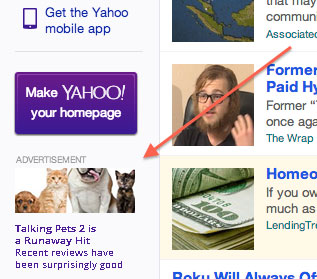 Get the Yahoo
mobile app
Make YAHOO!
your homepage
ADVERTISEMENT
Talking Pets 2 is
a Runaway Hit
Recent reviews have
been surprisingly good
that may
communi
Associated
Former
Paid Hy
Former "
once aga
The Wrap
Homeo
If you ow
much as
LendingTre
Roku Will Always Of